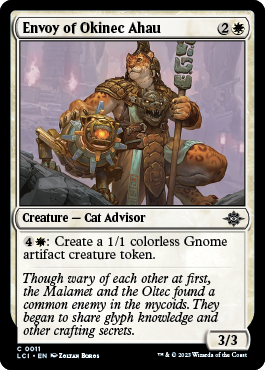 Envoy of Okinec Ahau 2
Creature — Cat Advisor
4: Create a 1/1 colorless Gnome
artifact creature token.
Though wary of each other at first,
the Malamet and the Oltec found a
common enemy in the mycoids. They
began to share glyph knowledge and
other crafting secrets.
3/3
C 0011
LCI • EN Zoltan Boros
™ & © 2023 Wizards of the Coast